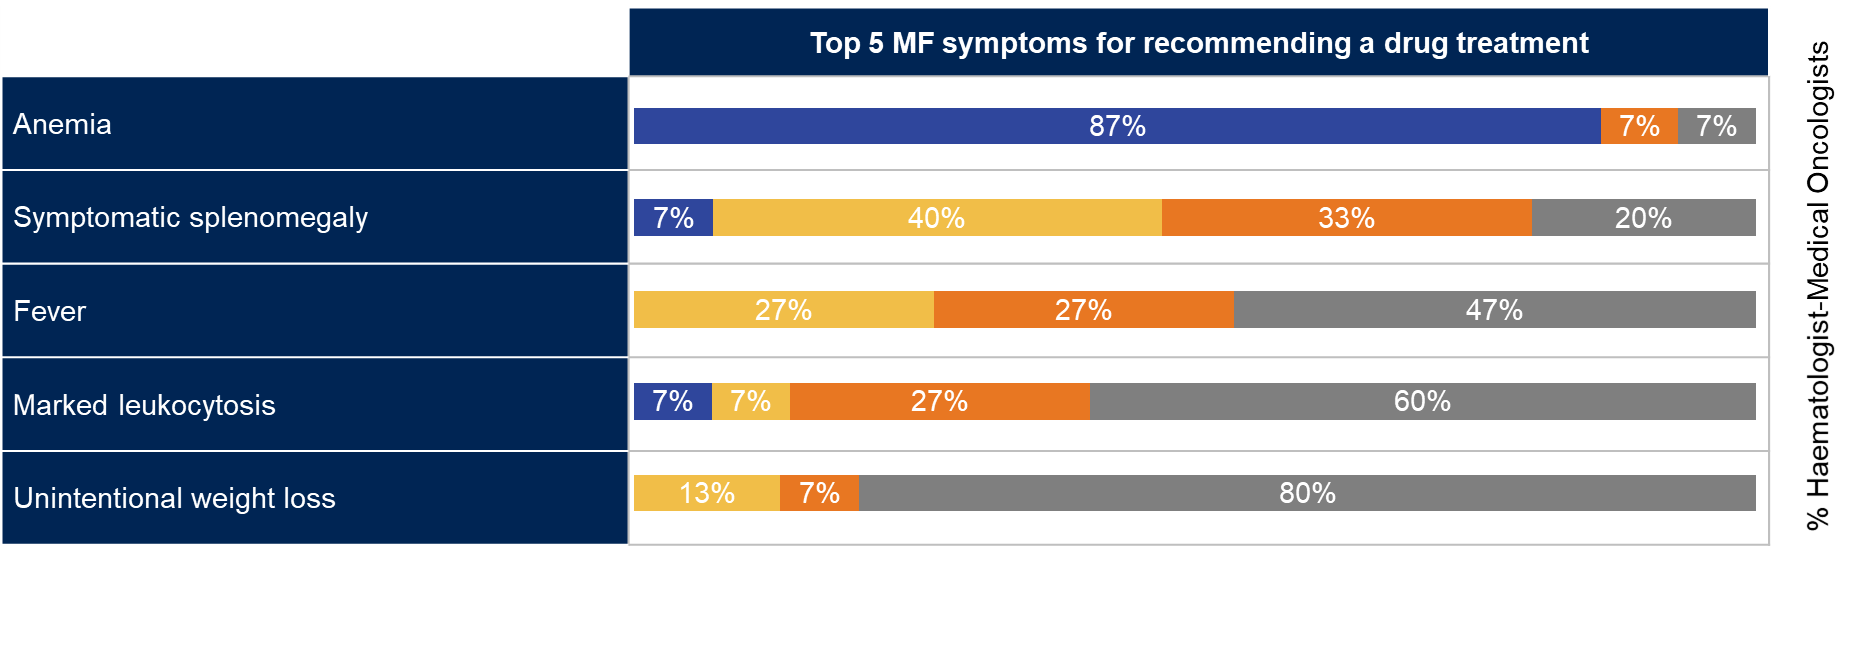 Top 5 MF symptoms for recommending a drug treatment
Anemia
87%
7%
7%
Symptomatic splenomegaly
7%
40%
33%
20%
Fever
27%
27%
47%
Marked leukocytosis
7%
7%
27%
60%
Unintentional weight loss
13%
7%
80%
% Haematologist-Medical Oncologists